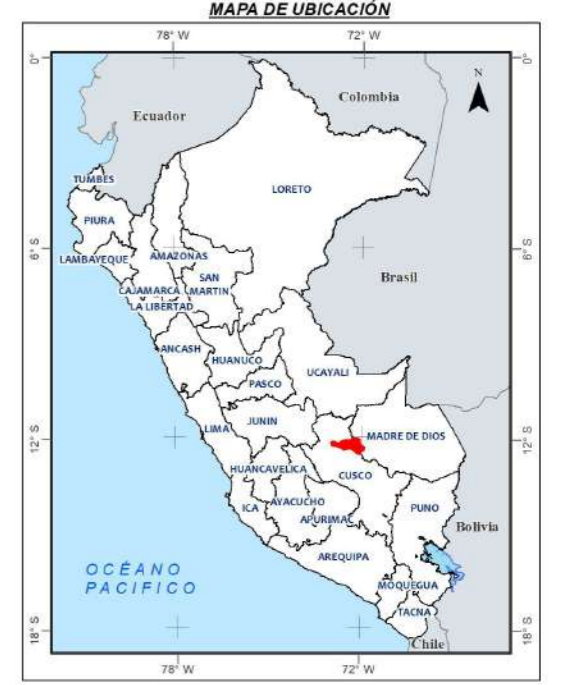 MAPA DE UBICACIÓN
78° W
72° W
0°
0°
N
Colombia
Ecuador
TUMBES
LORETO
PIURA
6° S
6° S
LAMBAYEQUE
AMAZONAS
SAN
MARTIN
Brasil
CAJAMARCA
LA LIBERTAD
ANCASH
HUANUCO
UCAYALI
PASCO
JUNIN
LIMA
MADRE DE DIOS
12° S
12° S
HUANCAVELICA
CUSCO
ICA
AYACUCHO
PUNO
APURIMAC
Bolivia
AREQUIPA
OCÉANO
PACIFICO
MOQUEGUA
TACNA
18° S
18° S
Chile
78° W
72° W